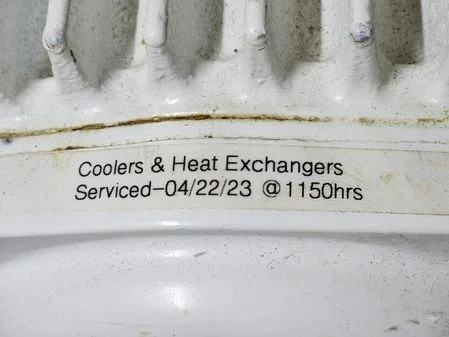 Coolers & Heat Exchangers
Serviced-04/22/23 @1150hrs